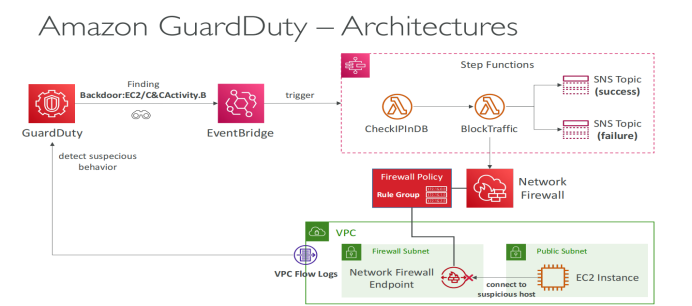 Amazon GuardDuty – Architectures
Finding
Backdoor:EC2/C&CActivity.B
GuardDuty
EventBridge
trigger
Step Functions
CheckIPInDB
BlockTraffic
SNS Topic
(success)
SNS Topic
(failure)
detect suspecious
behavior
Firewall Policy
Rule Group
Network
Firewall
VPC
VPC Flow Logs
Firewall Subnet
Network Firewall
Endpoint
Public Subnet
connect to
suspicious host
EC2 Instance